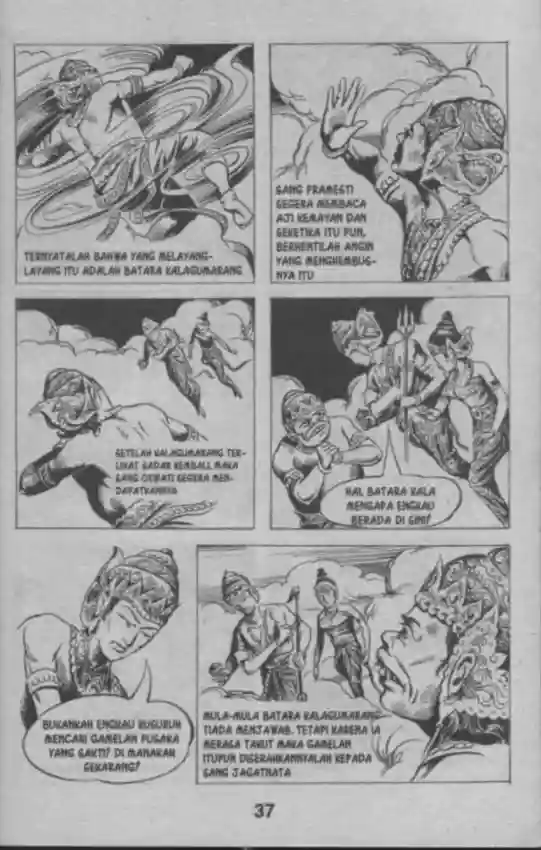 TERNYATALAH BAHWA YANG MELAYANG-
LAYANG ITU ADALAH BATARA KALAGUMARANG
SANG PRAMESTI
SEGERA MEMBACA
AJI KEMAYAN DAN
SEKETIKA ITU PUN,
BERHENTILAH ANGIN
YANG MENGHEMBUS-
NYA ITU
SETELAH KALAGUMARANG TER-
LIHAT SADAR KEMBALI, MAKA
SANG GIRINATI SEGERA MEN-
DAPATKANNYA
HAI, BATARA KALA
MENGAPA ENGKAU
BERADA DI SINI?
BUKANKAH ENGKAU KUSURUH
MENCARI GAMELAN PUSAKA
YANG SAKTI? DI MANAKAH
SEKARANG?
MULA-MULA BATARA KALAGUMARANG
TIADA MENJAWAB. TETAPI KARENA IA
MERASA TAKUT MAKA GAMELAN
ITUPUN DISERAHKANNYALAH KEPADA
SANG JAGATNATA
37